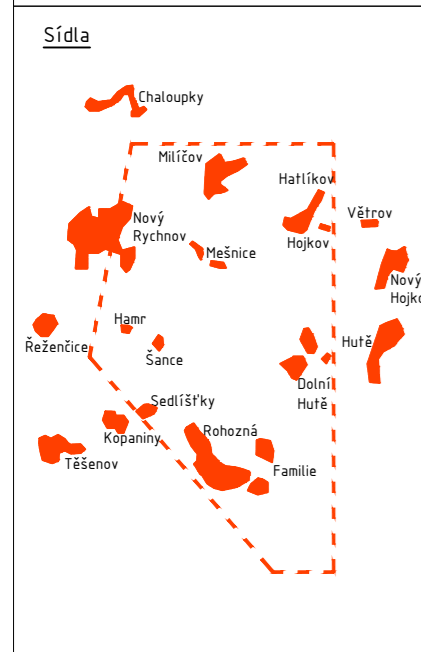 Sídla
Chaloupky
Milíčov
Hatlíkov
Větrov
Nový
Rychnov
Hojkov
Mešnice
Nový
Hojko
Hamr
Řeženčice
Šance
Hutě
Dolní
Hutě
Sedlíšťky
Kopaniny
Rohozná
Těšenov
Familie